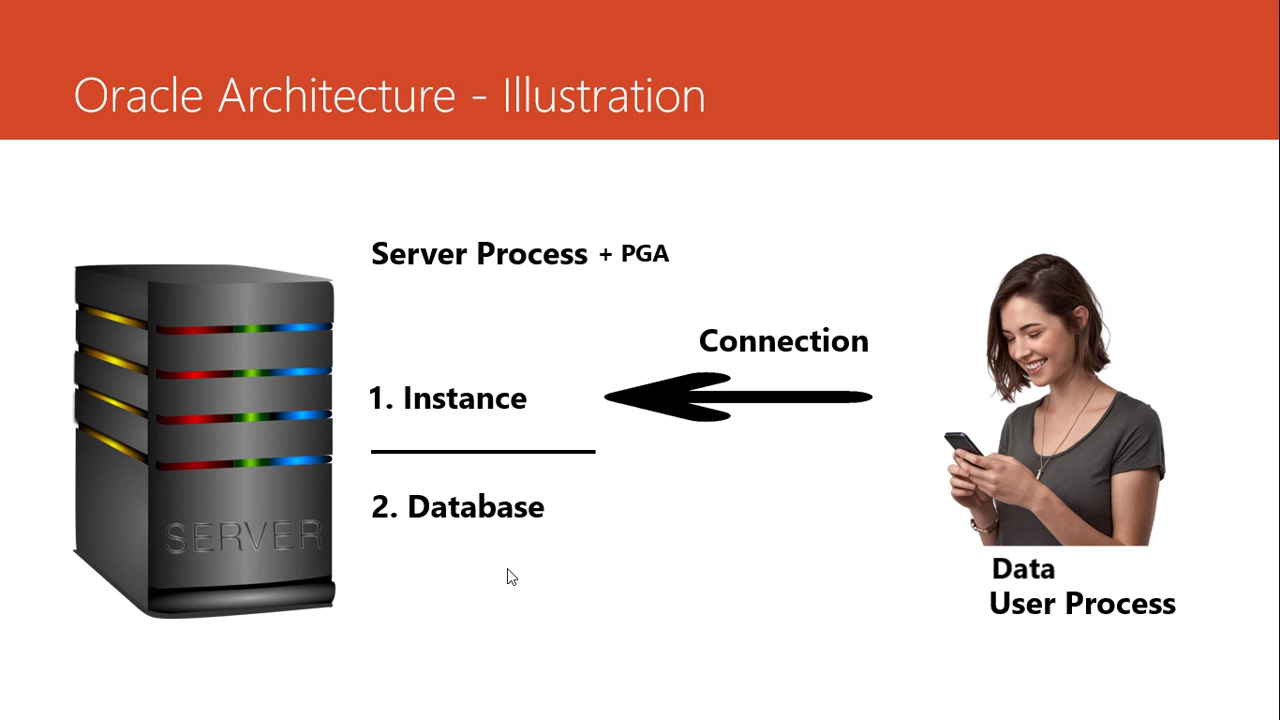 Oracle Architecture - Illustration
Server Process + PGA
Connection
1. Instance
2. Database
SERVER
Data
User Process